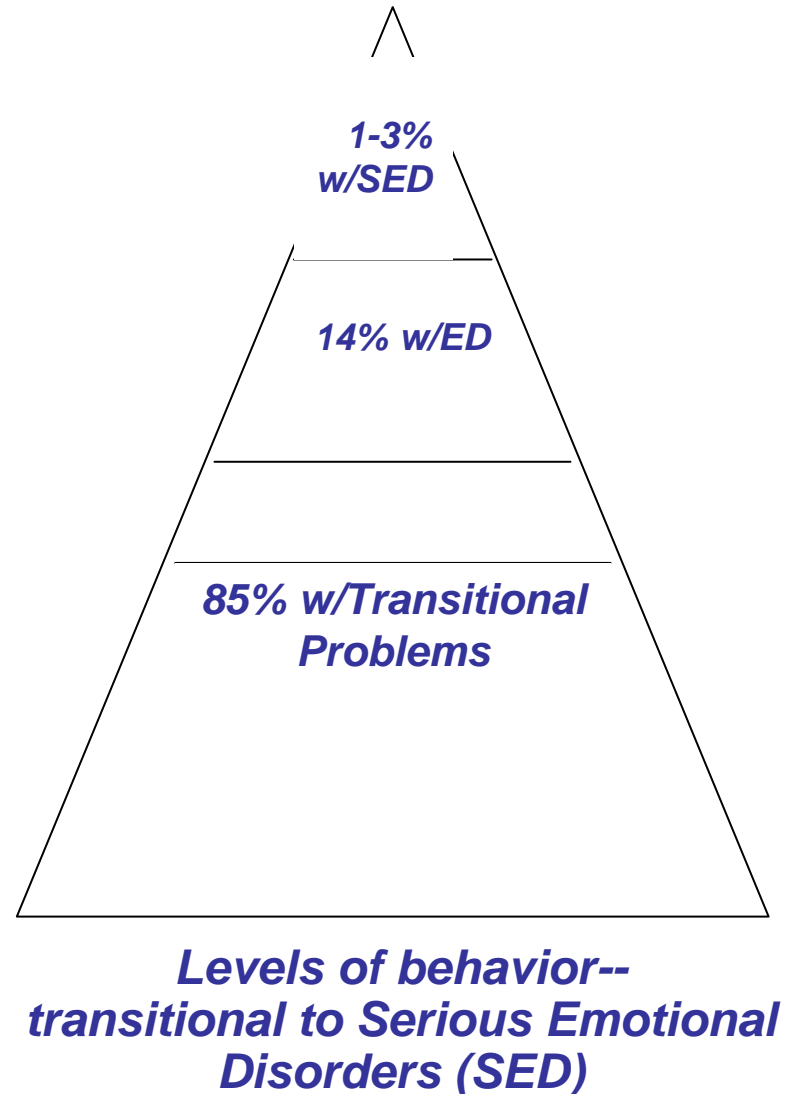 1-3%
w/SED
14% w/ED
85% w/Transitional
Problems
Levels of behavior--
transitional to Serious Emotional
Disorders (SED)